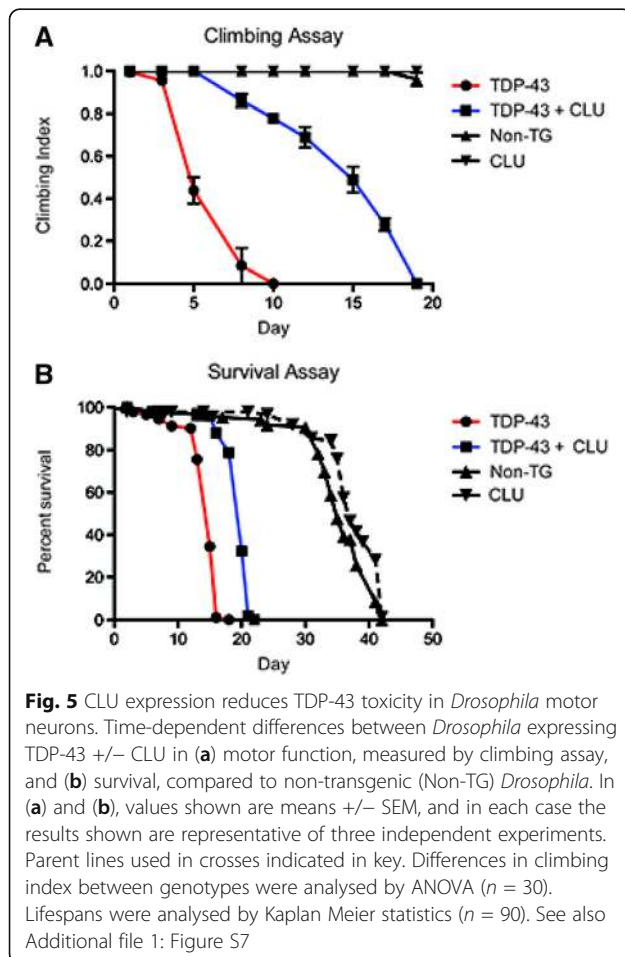 A
Climbing Assay
1.0
0.8
0.6
0.4
0.2
0.0
Climbing Index
0
5
10
15
20
Day
TDP-43
TDP-43 + CLU
Non-TG
CLU
B
Survival Assay
100
80
60
40
20
0
Percent survival
0
10
20
30
40
50
Day
TDP-43
TDP-43 + CLU
Non-TG
CLU
Fig. 5 CLU expression reduces TDP-43 toxicity in Drosophila motor
neurons. Time-dependent differences between Drosophila expressing
TDP-43 +/− CLU in (a) motor function, measured by climbing assay,
and (b) survival, compared to non-transgenic (Non-TG) Drosophila. In
(a) and (b), values shown are means +/− SEM, and in each case the
results shown are representative of three independent experiments.
Parent lines used in crosses indicated in key. Differences in climbing
index between genotypes were analysed by ANOVA (n = 30).
Lifespans were analysed by Kaplan Meier statistics (n = 90). See also
Additional file 1: Figure S7